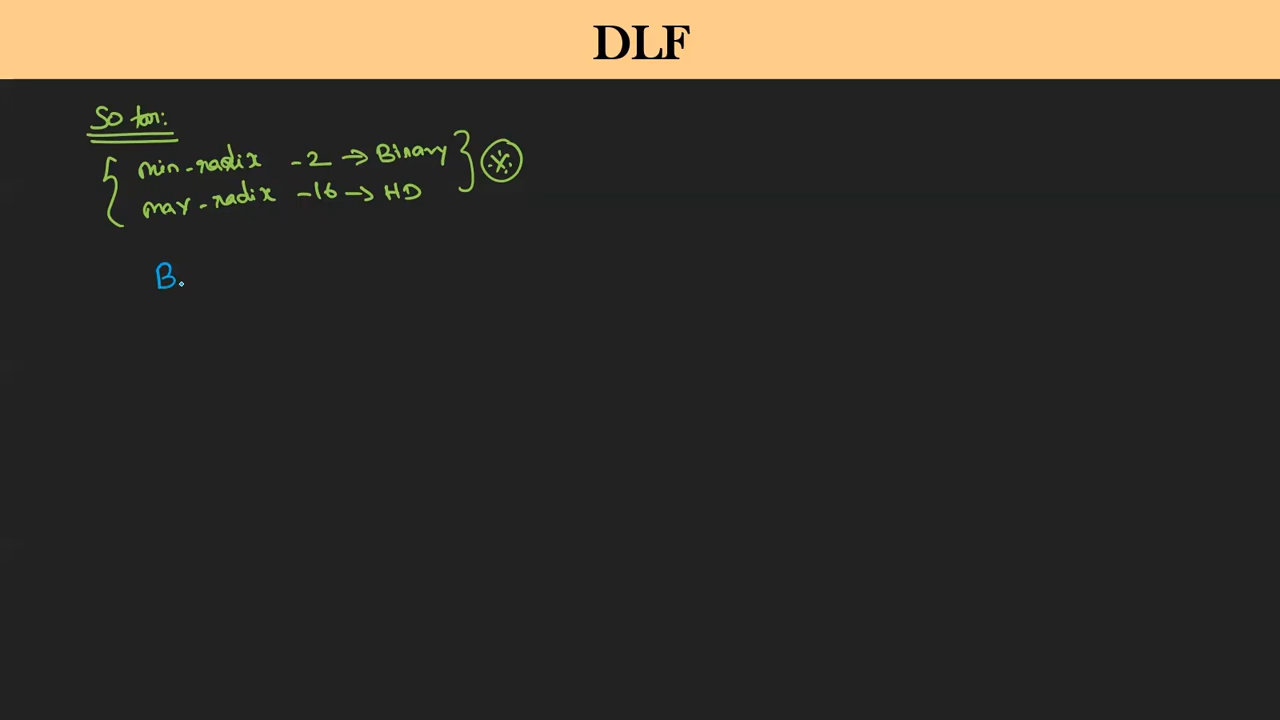 DLF
So far:
min-radix - 2 → Binary
max-radix - 16 → HD
B.